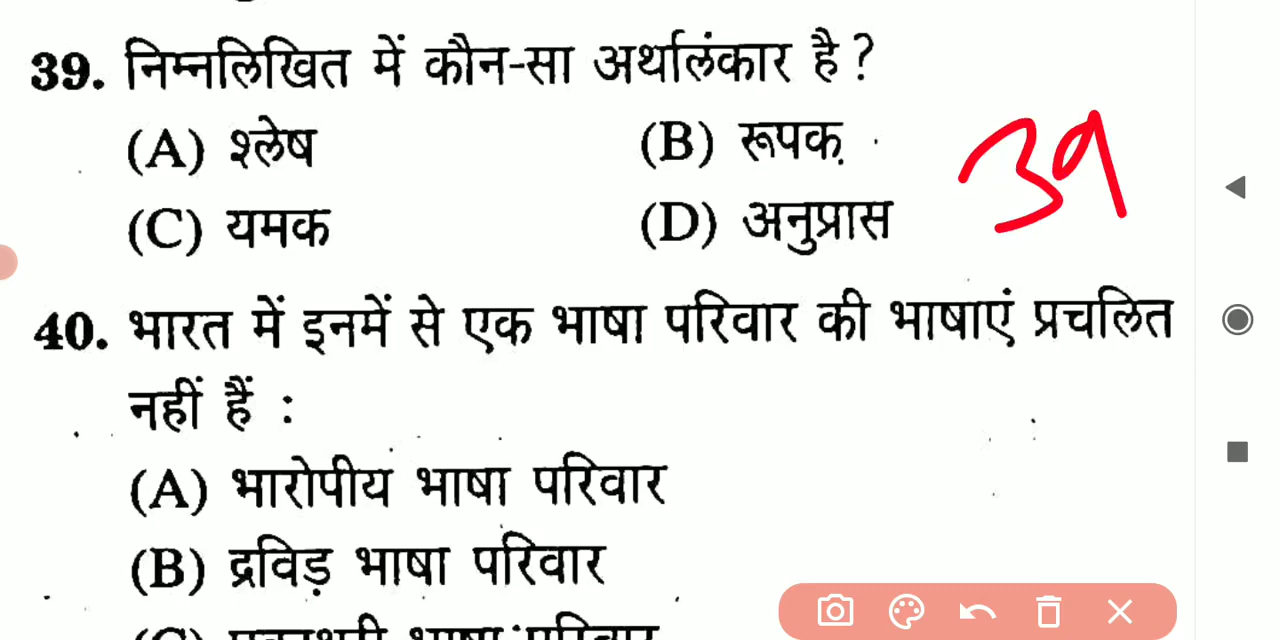 39. निम्नलिखित में कौन-सा अर्थालंकार है ?
(A) श्लेष (B) रूपक
(C) यमक (D) अनुप्रास
39
40. भारत में इनमें से एक भाषा परिवार की भाषाएं प्रचलित
नहीं हैं :
(A) भारोपीय भाषा परिवार
(B) द्रविड़ भाषा परिवार